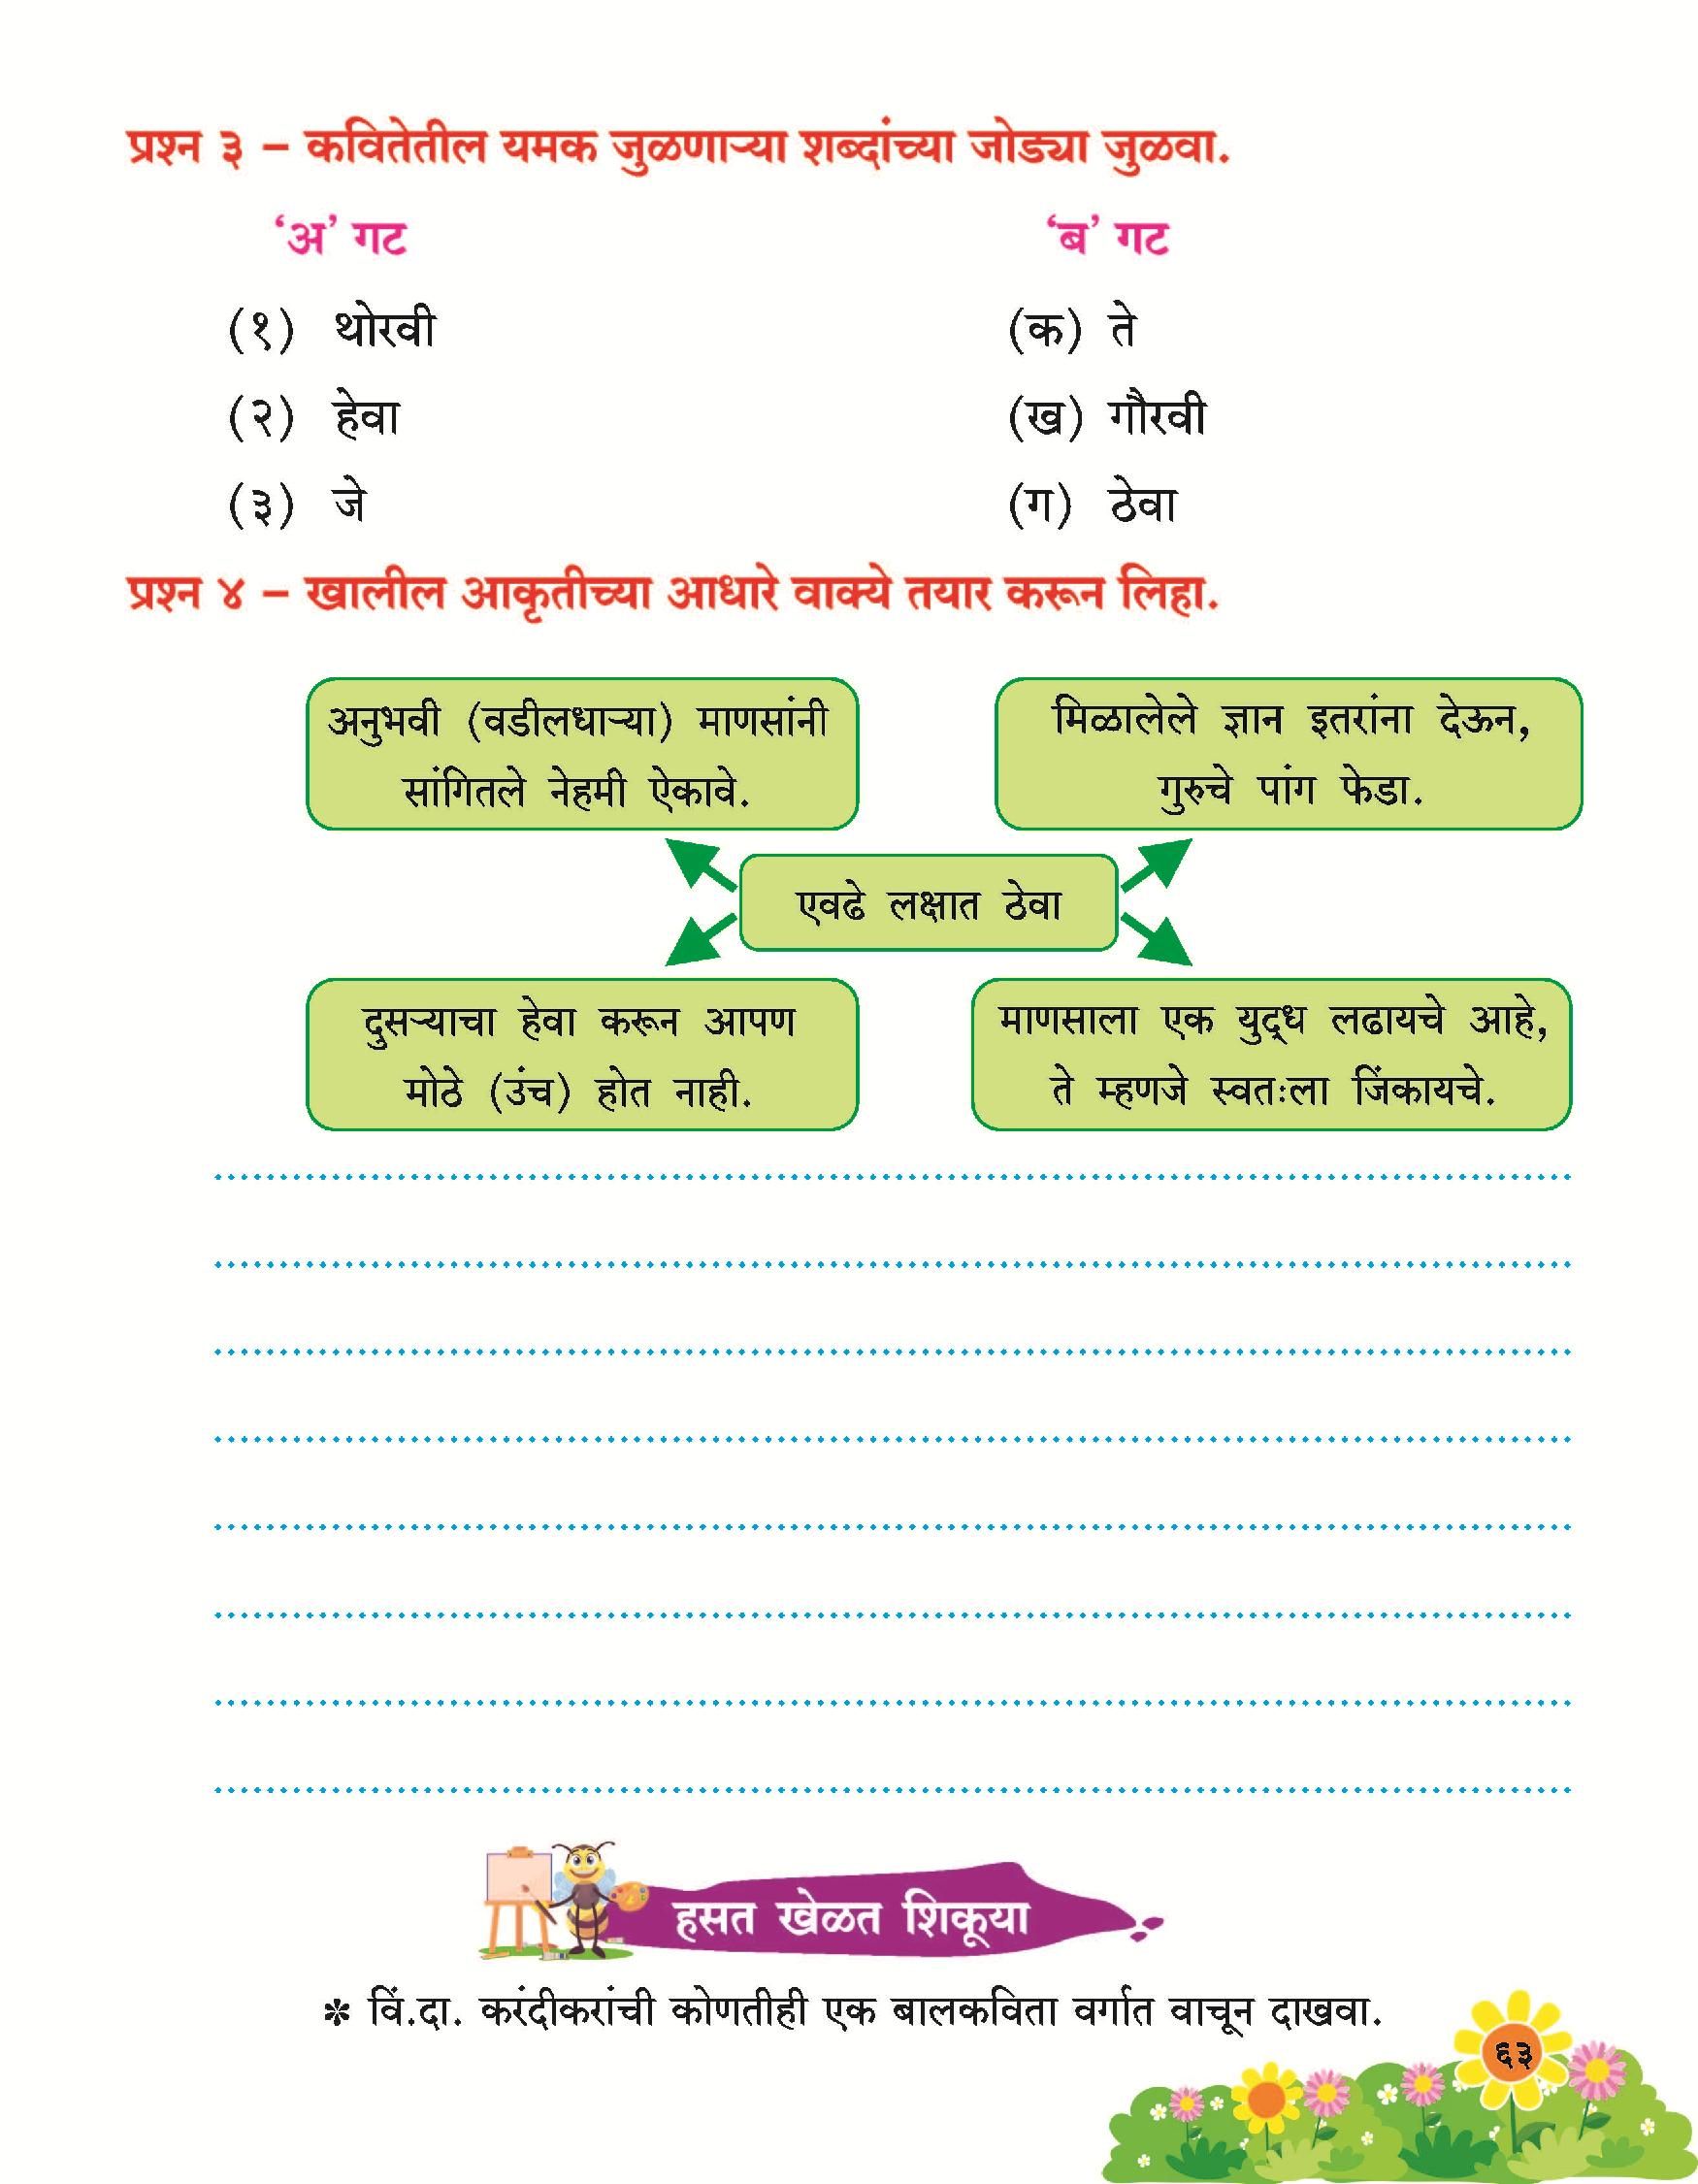 प्रश्न ३ – कवितेतील यमक जुळणाऱ्या शब्दांच्या जोड्या जुळवा.
‘अ’ गट ‘ब’ गट
(१) थोरवी (क) ते
(२) हेवा (ख) गौरवी
(३) जे (ग) ठेवा
प्रश्न ४ – खालील आकृतीच्या आधारे वाक्ये तयार करून लिहा.
अनुभवी (वडीलधाऱ्या) माणसांनी
सांगितले नेहमी ऐकावे.
मिळालेले ज्ञान इतरांना देऊन,
गुरुचे पांग फेडा.
एवढे लक्षात ठेवा
दुसऱ्याचा हेवा करून आपण
मोठे (उंच) होत नाही.
माणसाला एक युद्ध लढायचे आहे,
ते म्हणजे स्वतःला जिंकायचे.
हसत खेळत शिकूया
✽ विं.दा. करंदीकरांची कोणतीही एक बालकविता वर्गात वाचून दाखवा.
६३